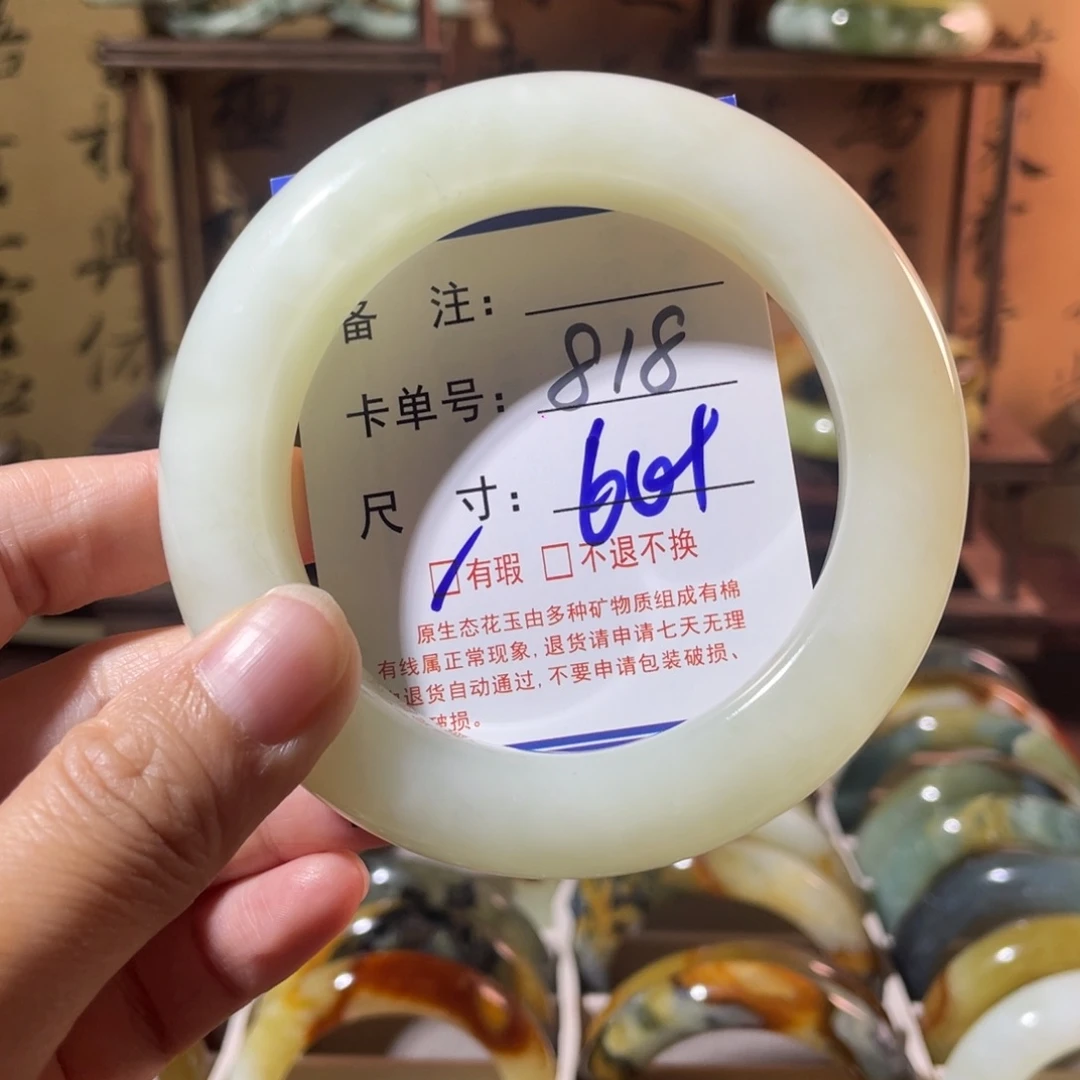 备 注:
卡单号: 818
尺 寸:
有瑕 不退不换
原生态花玉由多种矿物质组成有棉
有线属正常现象,退货请申请七天无理
退货自动通过,不要申请包装破损、
破损。